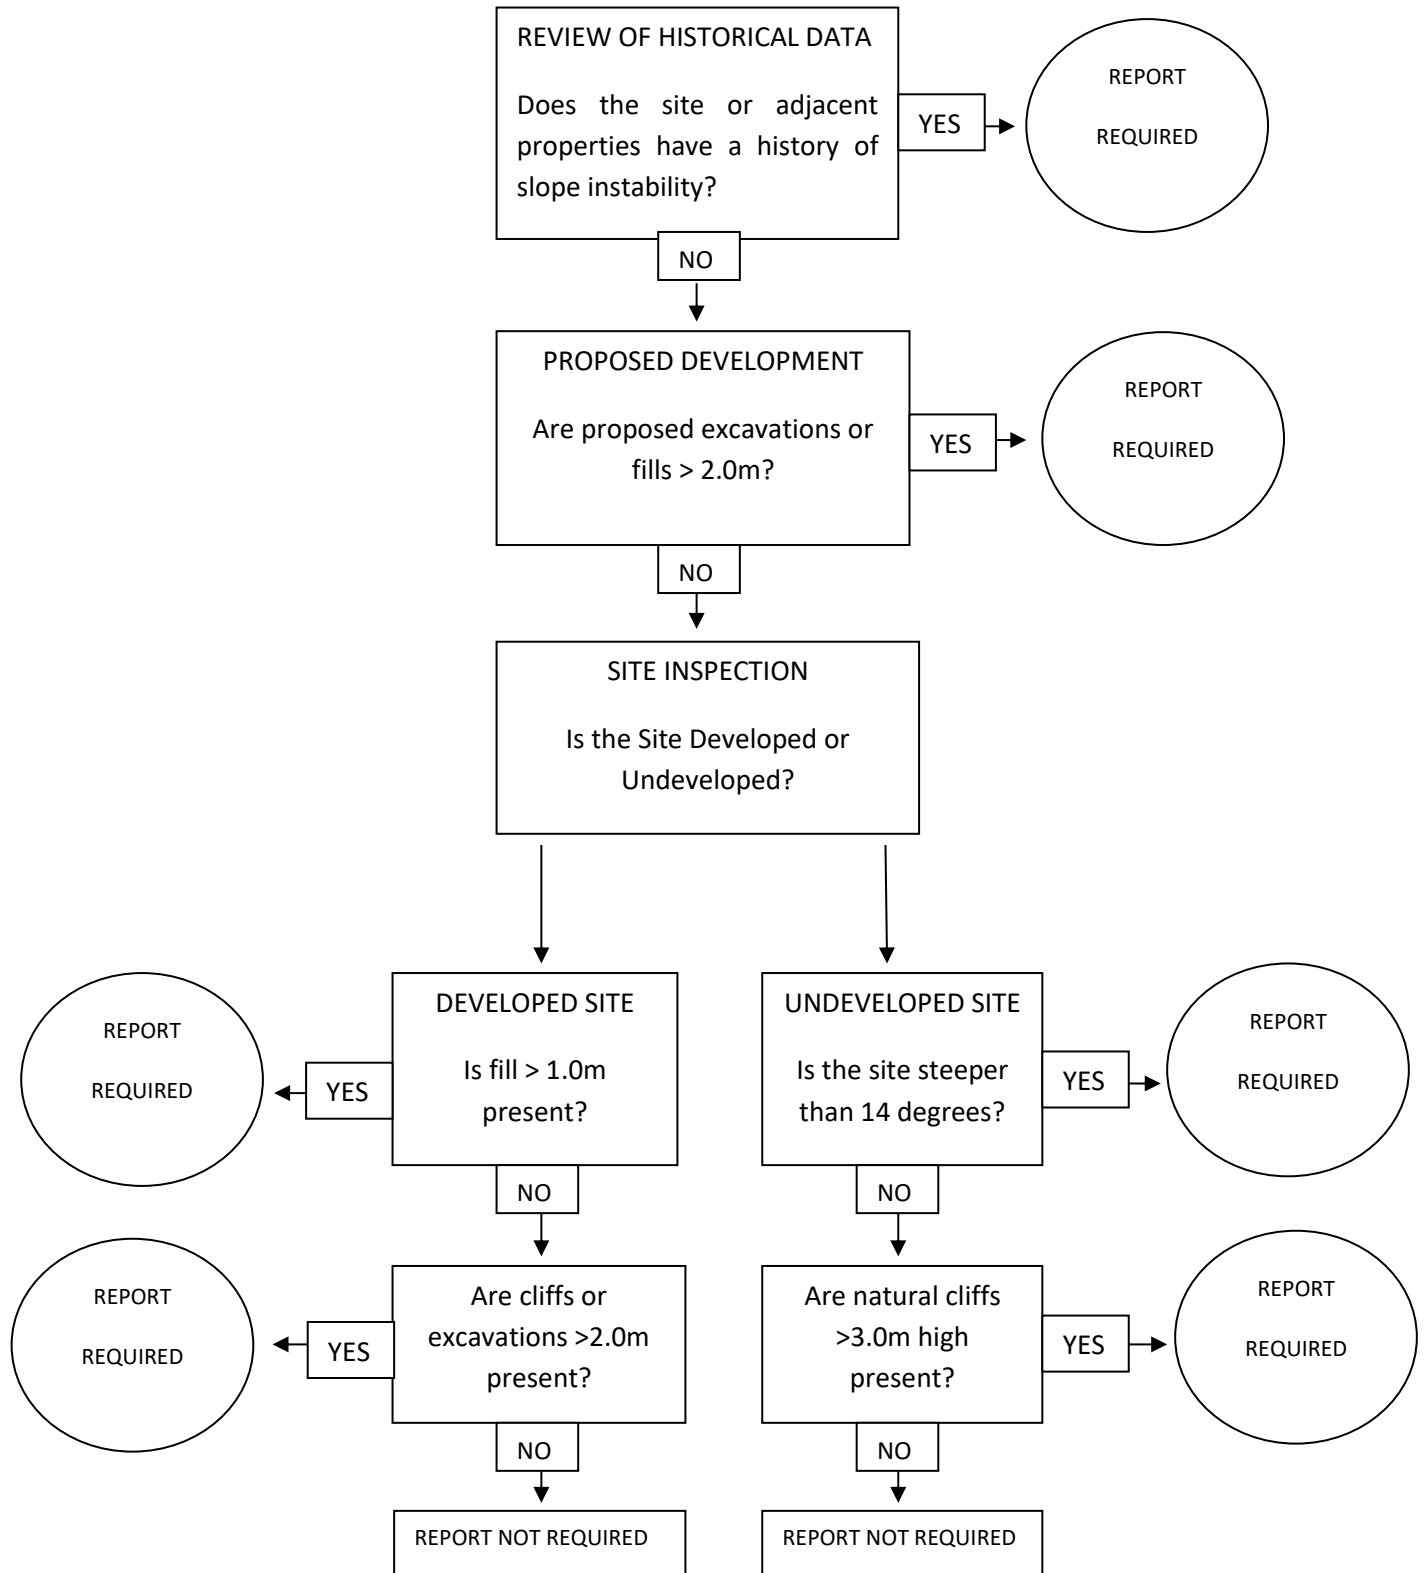 REVIEW OF HISTORICAL DATA
Does the site or adjacent
properties have a history of
slope instability?
YES
REPORT
REQUIRED
NO
PROPOSED DEVELOPMENT
Are proposed excavations or
fills > 2.0m?
YES
REPORT
REQUIRED
NO
SITE INSPECTION
Is the Site Developed or
Undeveloped?
DEVELOPED SITE
Is fill > 1.0m
present?
YES
REPORT
REQUIRED
NO
Are cliffs or
excavations >2.0m
present?
YES
REPORT
REQUIRED
NO
REPORT NOT REQUIRED
UNDEVELOPED SITE
Is the site steeper
than 14 degrees?
YES
REPORT
REQUIRED
NO
Are natural cliffs
>3.0m high
present?
YES
REPORT
REQUIRED
NO
REPORT NOT REQUIRED